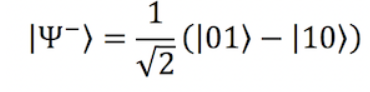 |Ψ⁻⟩ = 1/√2 (|01⟩ − |10⟩)